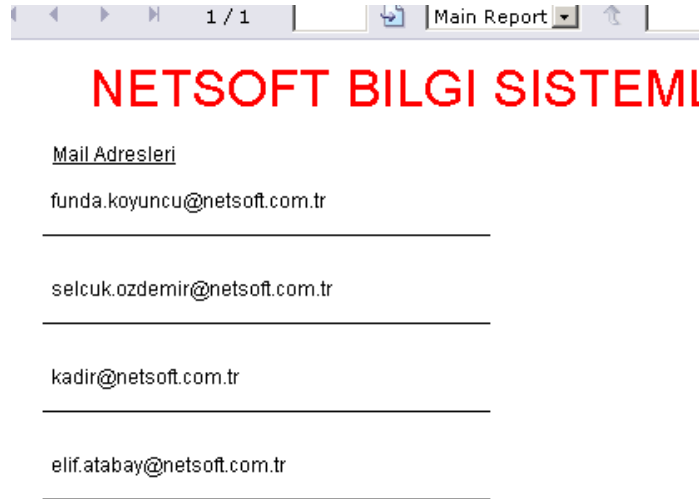 1 / 1 Main Report
NETSOFT BILGI SISTEML
Mail Adresleri
funda.koyuncu@netsoft.com.tr
selcuk.ozdemir@netsoft.com.tr
kadir@netsoft.com.tr
elif.atabay@netsoft.com.tr